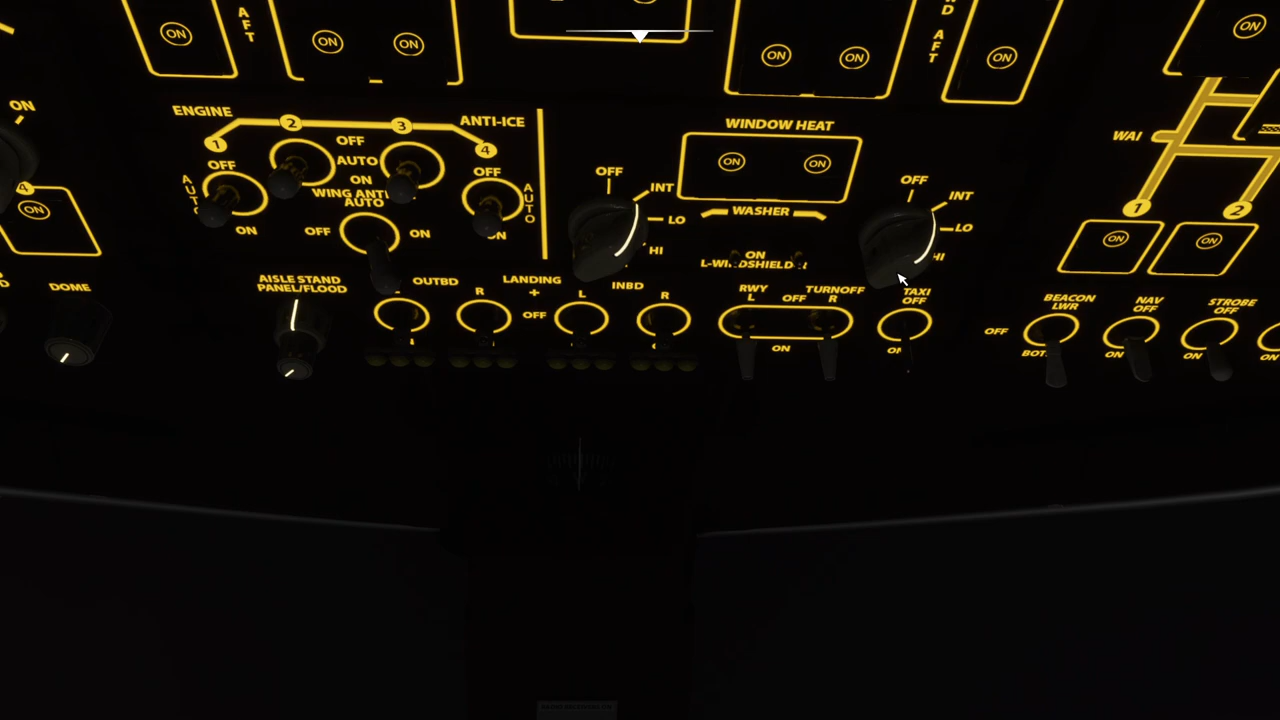 ON
AFT
ON
ON
ON
ON
D
AFT
ON
ON
ON
ENGINE
ANTI-ICE
1
2
3
4
OFF
OFF
AUTO
ON
OFF
AUTO
ON
AUTO
ON
WING ANTI
AUTO
OFF
ON
4
ON
DOME
OFF
INT
LO
HI
WINDOW HEAT
ON
ON
WASHER
ON
L-WINDSHIELD-R
OFF
INT
LO
HI
WAI
1
2
ON
ON
AISLE STAND
PANEL/FLOOD
OUTBD
R
LANDING
+
OFF
L
INBD
R
RWY
L
OFF
TURNOFF
R
ON
TAXI
OFF
ON
BEACON
LWR
OFF
BOT
NAV
OFF
ON
STROBE
OFF
ON
ON